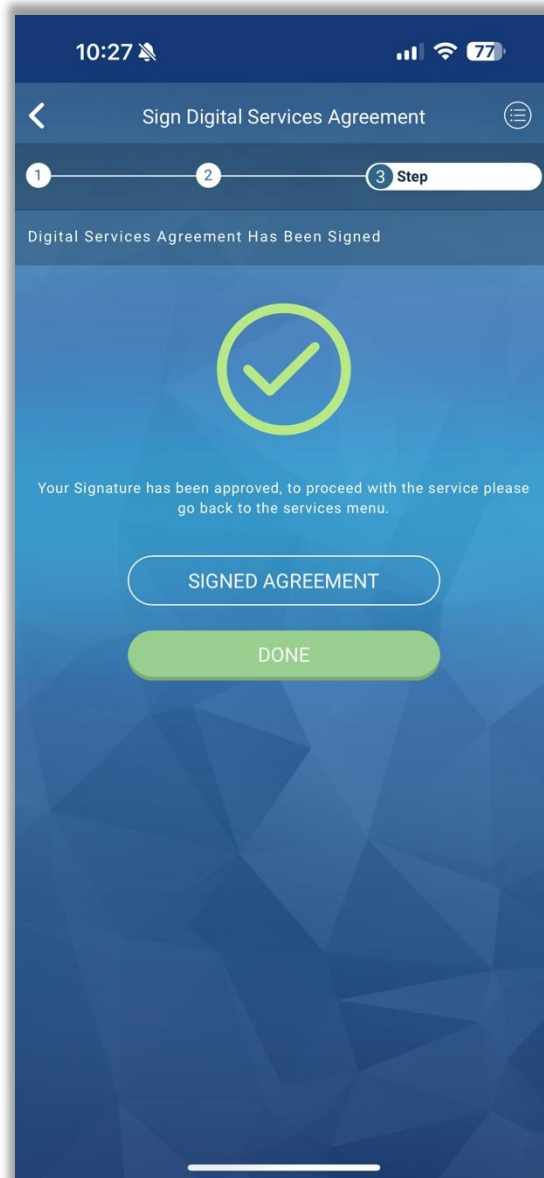 10:27
77
Sign Digital Services Agreement
1
2
3 Step
Digital Services Agreement Has Been Signed
Your Signature has been approved, to proceed with the service please
go back to the services menu.
SIGNED AGREEMENT
DONE